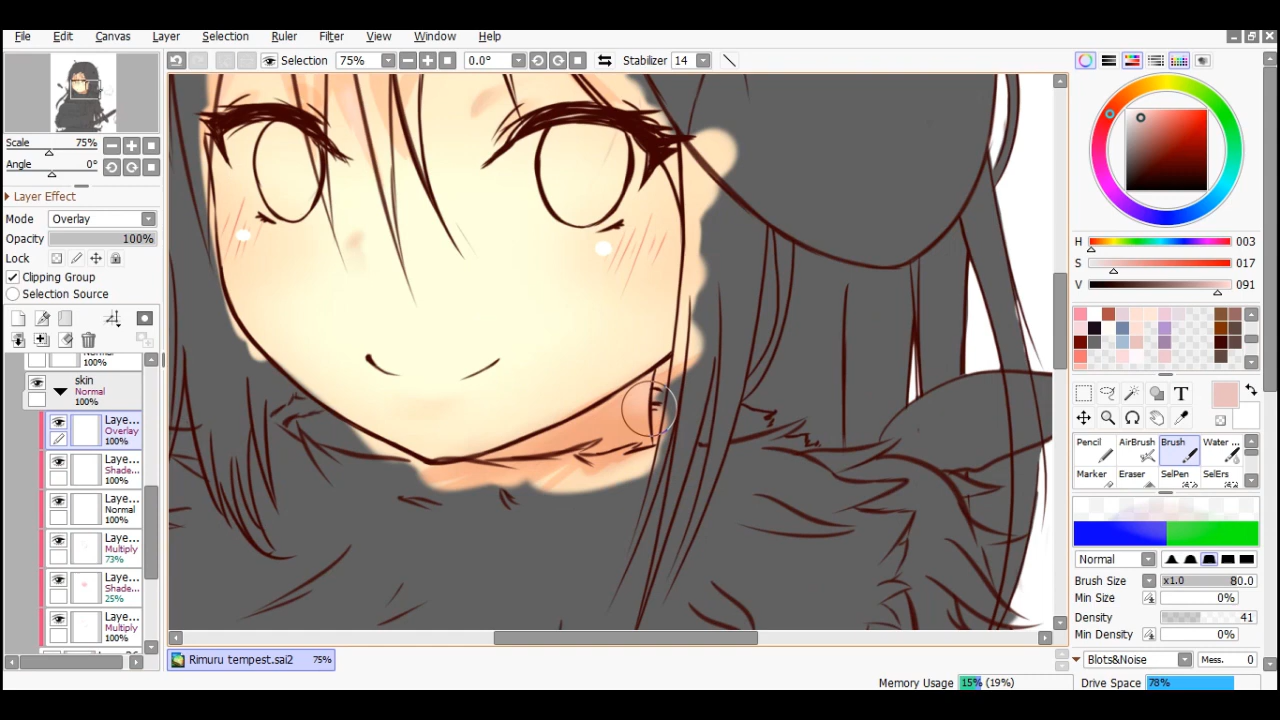 File Edit Canvas Layer Selection Ruler Filter View Window Help
Selection 75% 0.0° Stabilizer 14
Scale 75%
Angle 0°
Layer Effect
Mode Overlay
Opacity 100%
Lock
Clipping Group
Selection Source
Normal
100%
skin
Normal
100%
Laye...
Overlay
100%
Laye...
Shade...
100%
Laye...
Normal
100%
Laye...
Multiply
73%
Laye...
Shade...
25%
Laye...
Multiply
100%
H 003
S 017
V 091
T
Pencil AirBrush Brush Water ...
Marker Eraser SelPen SelErs
Normal
Brush Size x1.0 80.0
Min Size 0%
Density 41
Min Density 0%
Blots&Noise Mess. 0
Rimuru tempest.sai2 75%
Memory Usage 15% (19%) Drive Space 78%